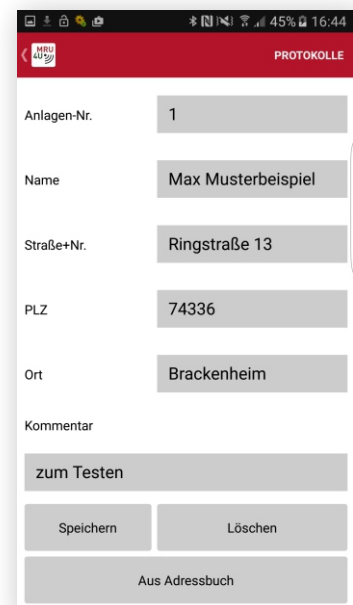 45% 16:44
MRU
4U
PROTOKOLLE
Anlagen-Nr. 1
Name Max Musterbeispiel
Straße+Nr. Ringstraße 13
PLZ 74336
Ort Brackenheim
Kommentar
zum Testen
Speichern Löschen
Aus Adressbuch